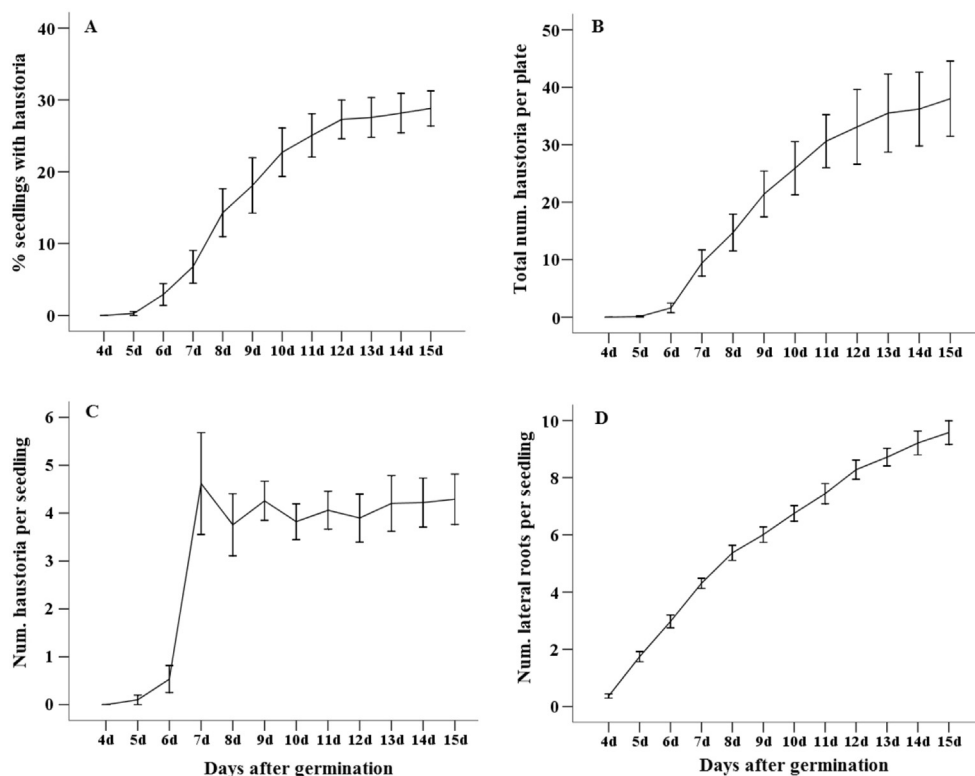 A
% seedlings with haustoria
40
30
20
10
0
4d 5d 6d 7d 8d 9d 10d 11d 12d 13d 14d 15d
B
Total num. haustoria per plate
50
40
30
20
10
0
4d 5d 6d 7d 8d 9d 10d 11d 12d 13d 14d 15d
C
Num. haustoria per seedling
6
5
4
3
2
1
0
4d 5d 6d 7d 8d 9d 10d 11d 12d 13d 14d 15d
Days after germination
D
Num. lateral roots per seedling
10
8
6
4
2
0
4d 5d 6d 7d 8d 9d 10d 11d 12d 13d 14d 15d
Days after germination